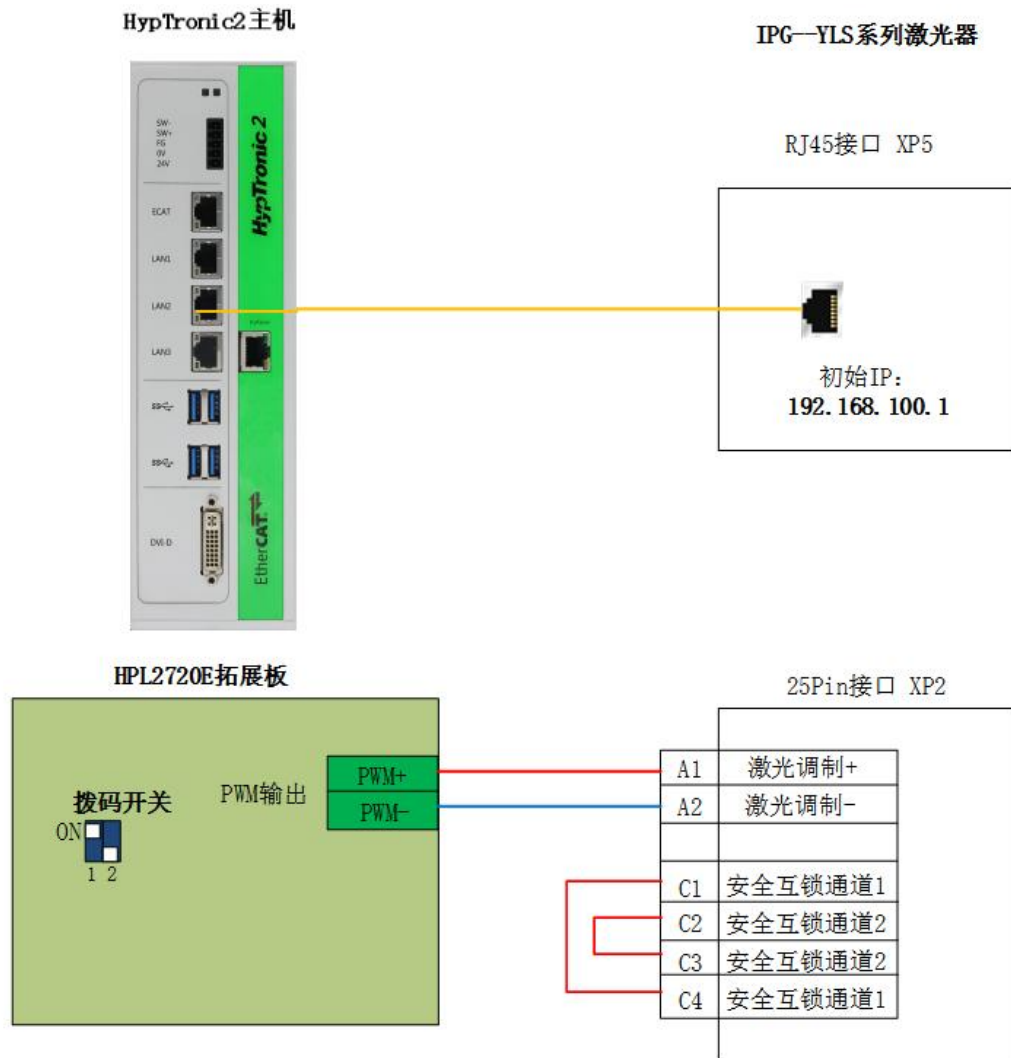 HypTronic2主机
IPG--YLS系列激光器
SW-
SW+
FG
0V
24V
HypTronic 2
RJ45接口 XP5
ECAT
LAN1
LAN2
LAN3
初始IP:
192.168.100.1
DVI-D
EtherCAT
HPL2720E拓展板
25Pin接口 XP2
拨码开关
ON
1 2
PWM输出
PWM+
PWM-
A1 激光调制+
A2 激光调制-
C1 安全互锁通道1
C2 安全互锁通道2
C3 安全互锁通道2
C4 安全互锁通道1